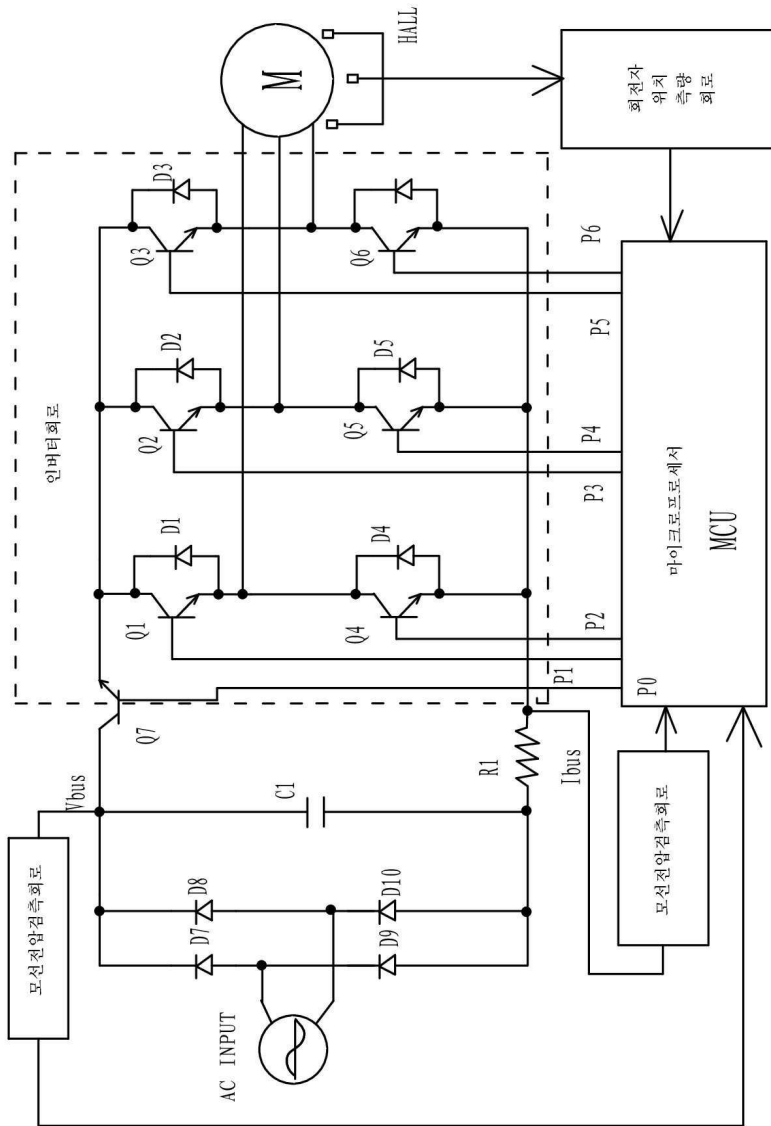 인버터회로
HALL
M
D3
Q3
Q6
D2
Q2
D5
Q5
D1
Q1
D4
Q4
Q7
Vbus
C1
R1
Ibus
D8
D7
D10
D9
AC INPUT
모선전압검측회로
모선전압검측회로
회전자
위치
측량
회로
마이크로프로세서
MCU
P0
P1
P2
P3
P4
P5
P6